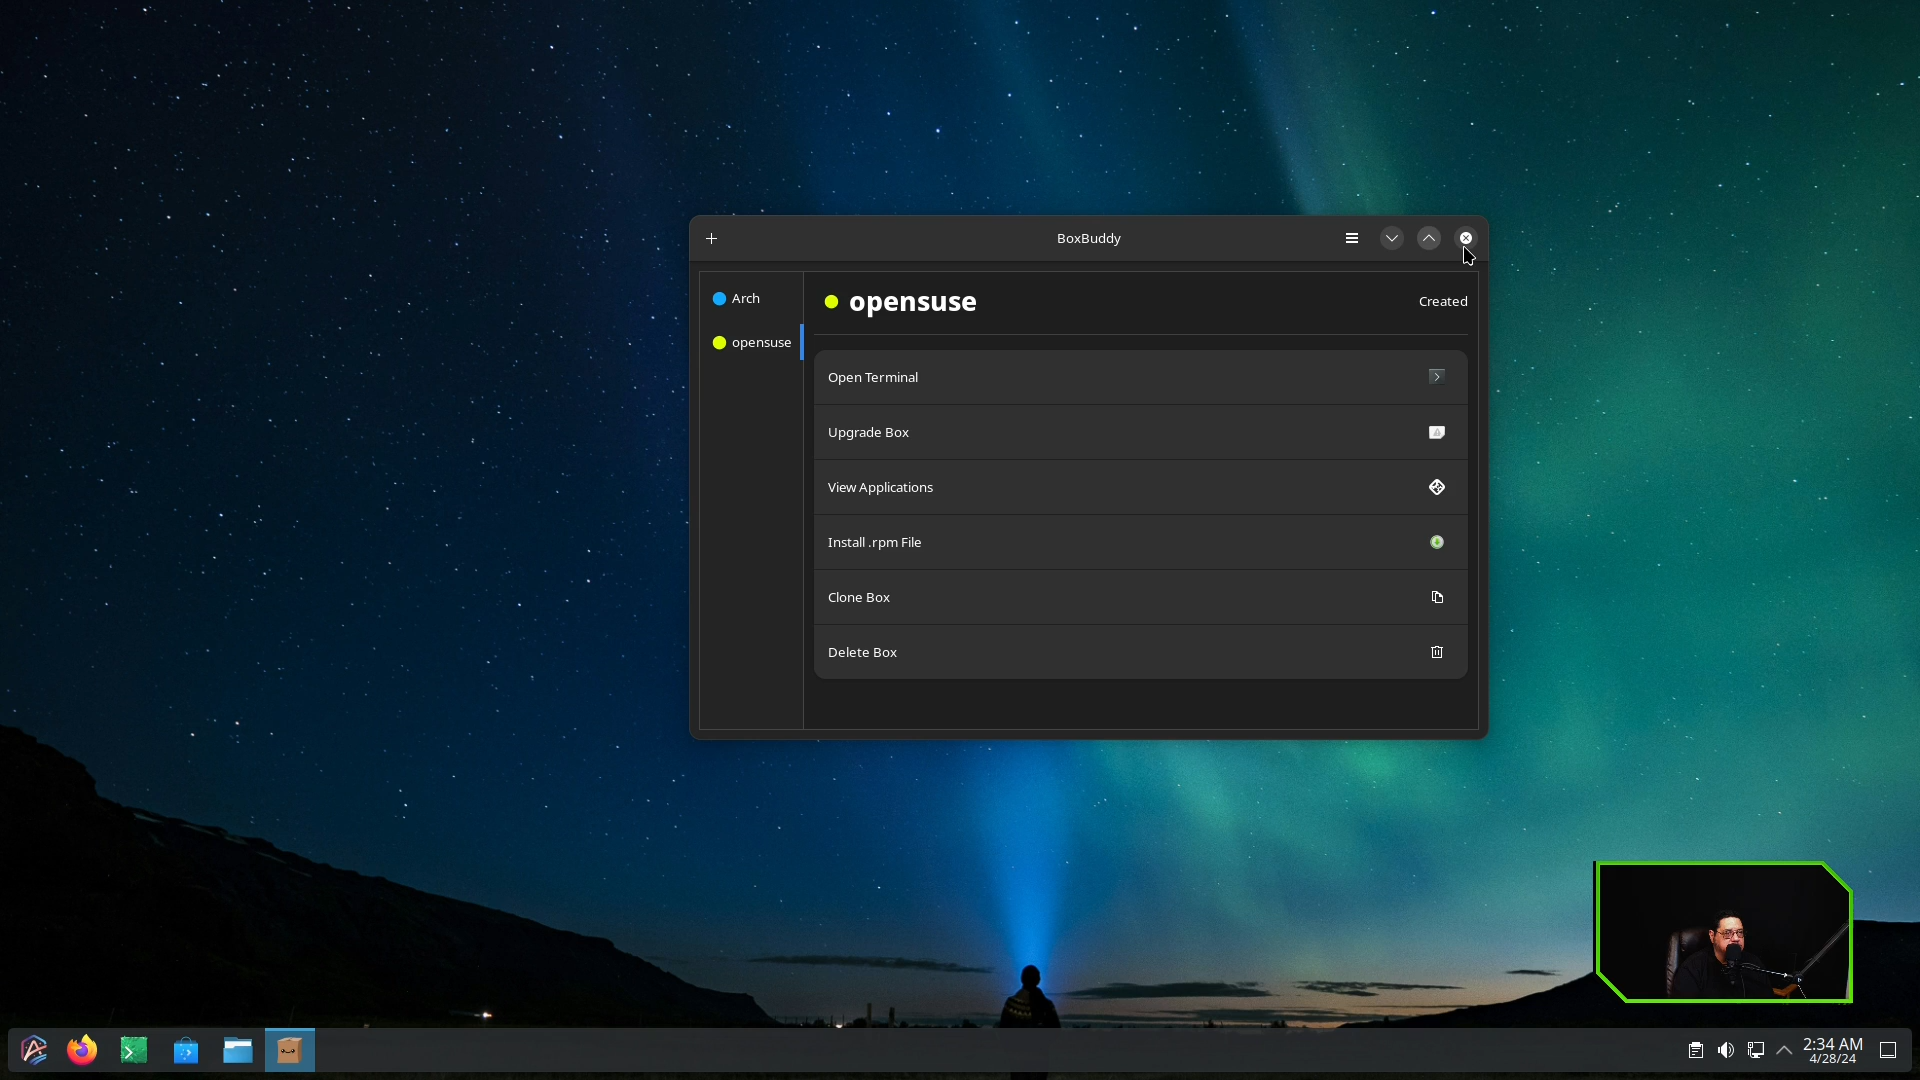 BoxBuddy
Arch
opensuse
opensuse
Created
Open Terminal
Upgrade Box
View Applications
Install .rpm File
Clone Box
Delete Box
2:34 AM
4/28/24